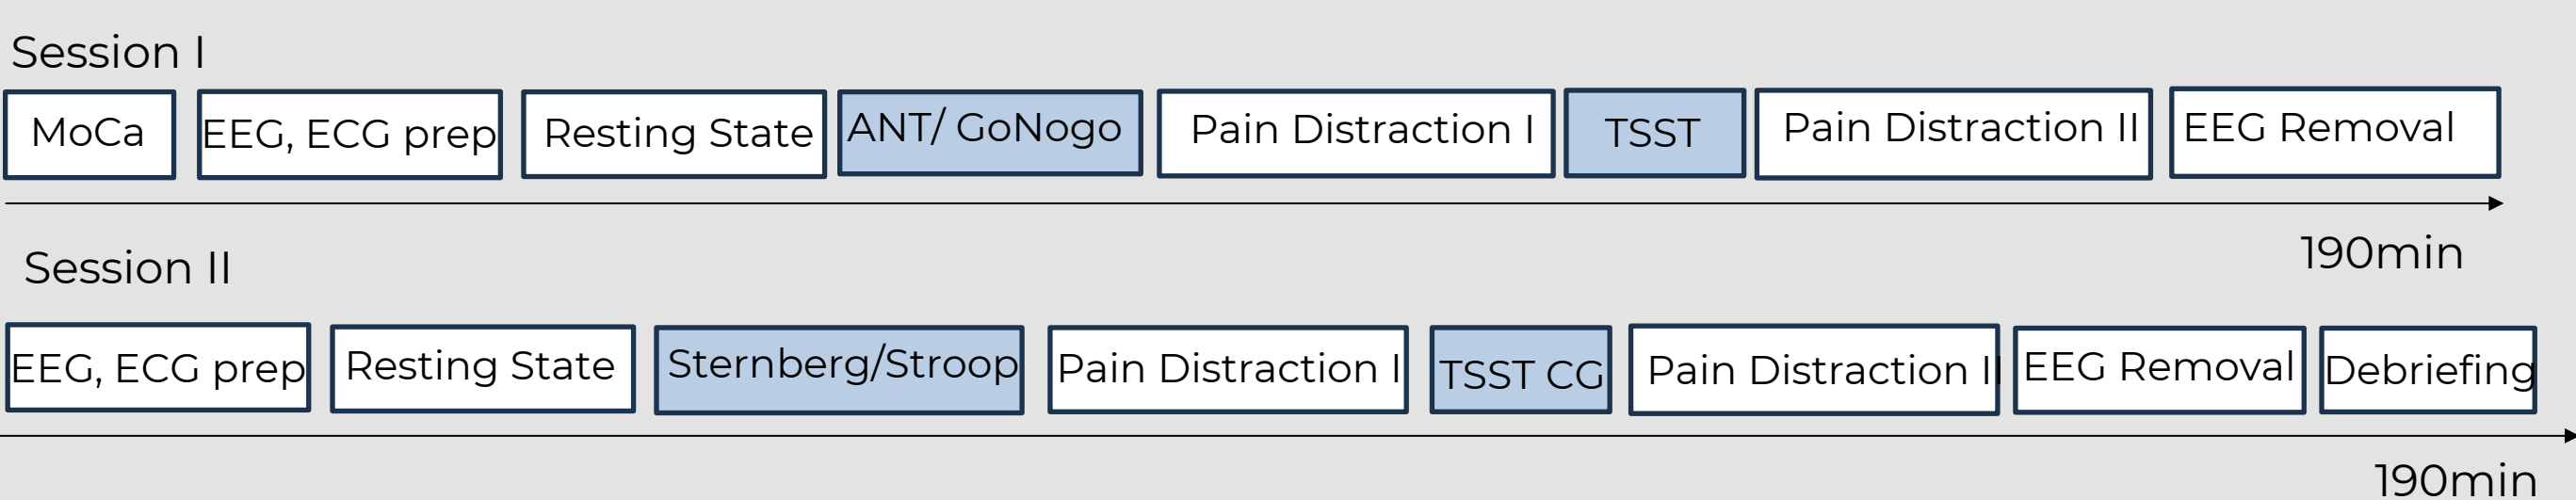 Session I
MoCa
EEG, ECG prep
Resting State
ANT/ GoNogo
Pain Distraction I
TSST
Pain Distraction II
EEG Removal
190min
Session II
EEG, ECG prep
Resting State
Sternberg/Stroop
Pain Distraction I
TSST CG
Pain Distraction II
EEG Removal
Debriefing
190min